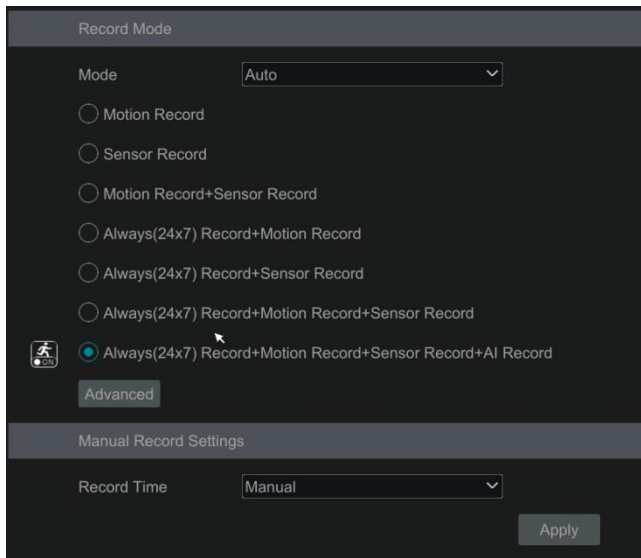 Record Mode
Mode Auto
Motion Record
Sensor Record
Motion Record+Sensor Record
Always(24x7) Record+Motion Record
Always(24x7) Record+Sensor Record
Always(24x7) Record+Motion Record+Sensor Record
ON Always(24x7) Record+Motion Record+Sensor Record+AI Record
Advanced
Manual Record Settings
Record Time Manual
Apply